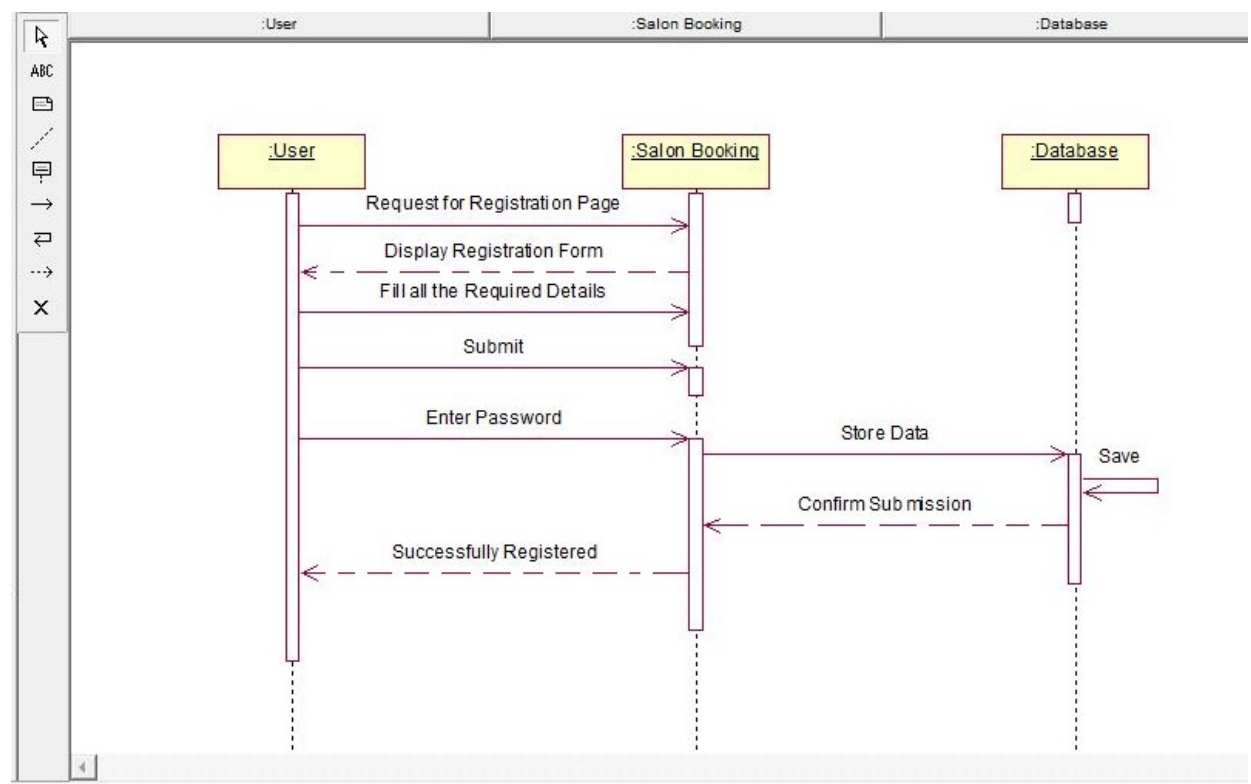 :User
:Salon Booking
:Database
ABC
:User
:Salon Booking
:Database
Request for Registration Page
Display Registration Form
Fill all the Required Details
Submit
Enter Password
Store Data
Save
Confirm Submission
Successfully Registered